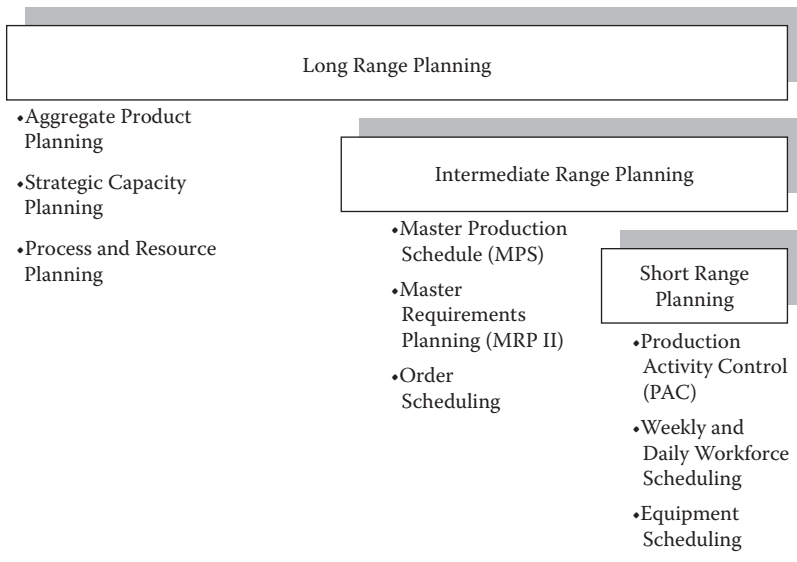 Long Range Planning
•Aggregate Product
Planning
•Strategic Capacity
Planning
•Process and Resource
Planning
Intermediate Range Planning
•Master Production
Schedule (MPS)
•Master
Requirements
Planning (MRP II)
•Order
Scheduling
Short Range
Planning
•Production
Activity Control
(PAC)
•Weekly and
Daily Workforce
Scheduling
•Equipment
Scheduling